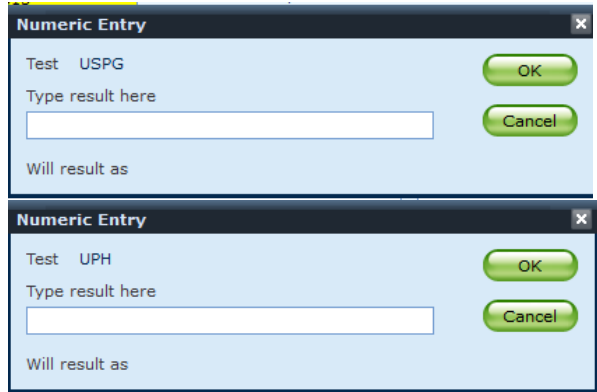 Numeric Entry
Test USPG
OK
Type result here
Cancel
Will result as
Numeric Entry
Test UPH
OK
Type result here
Cancel
Will result as